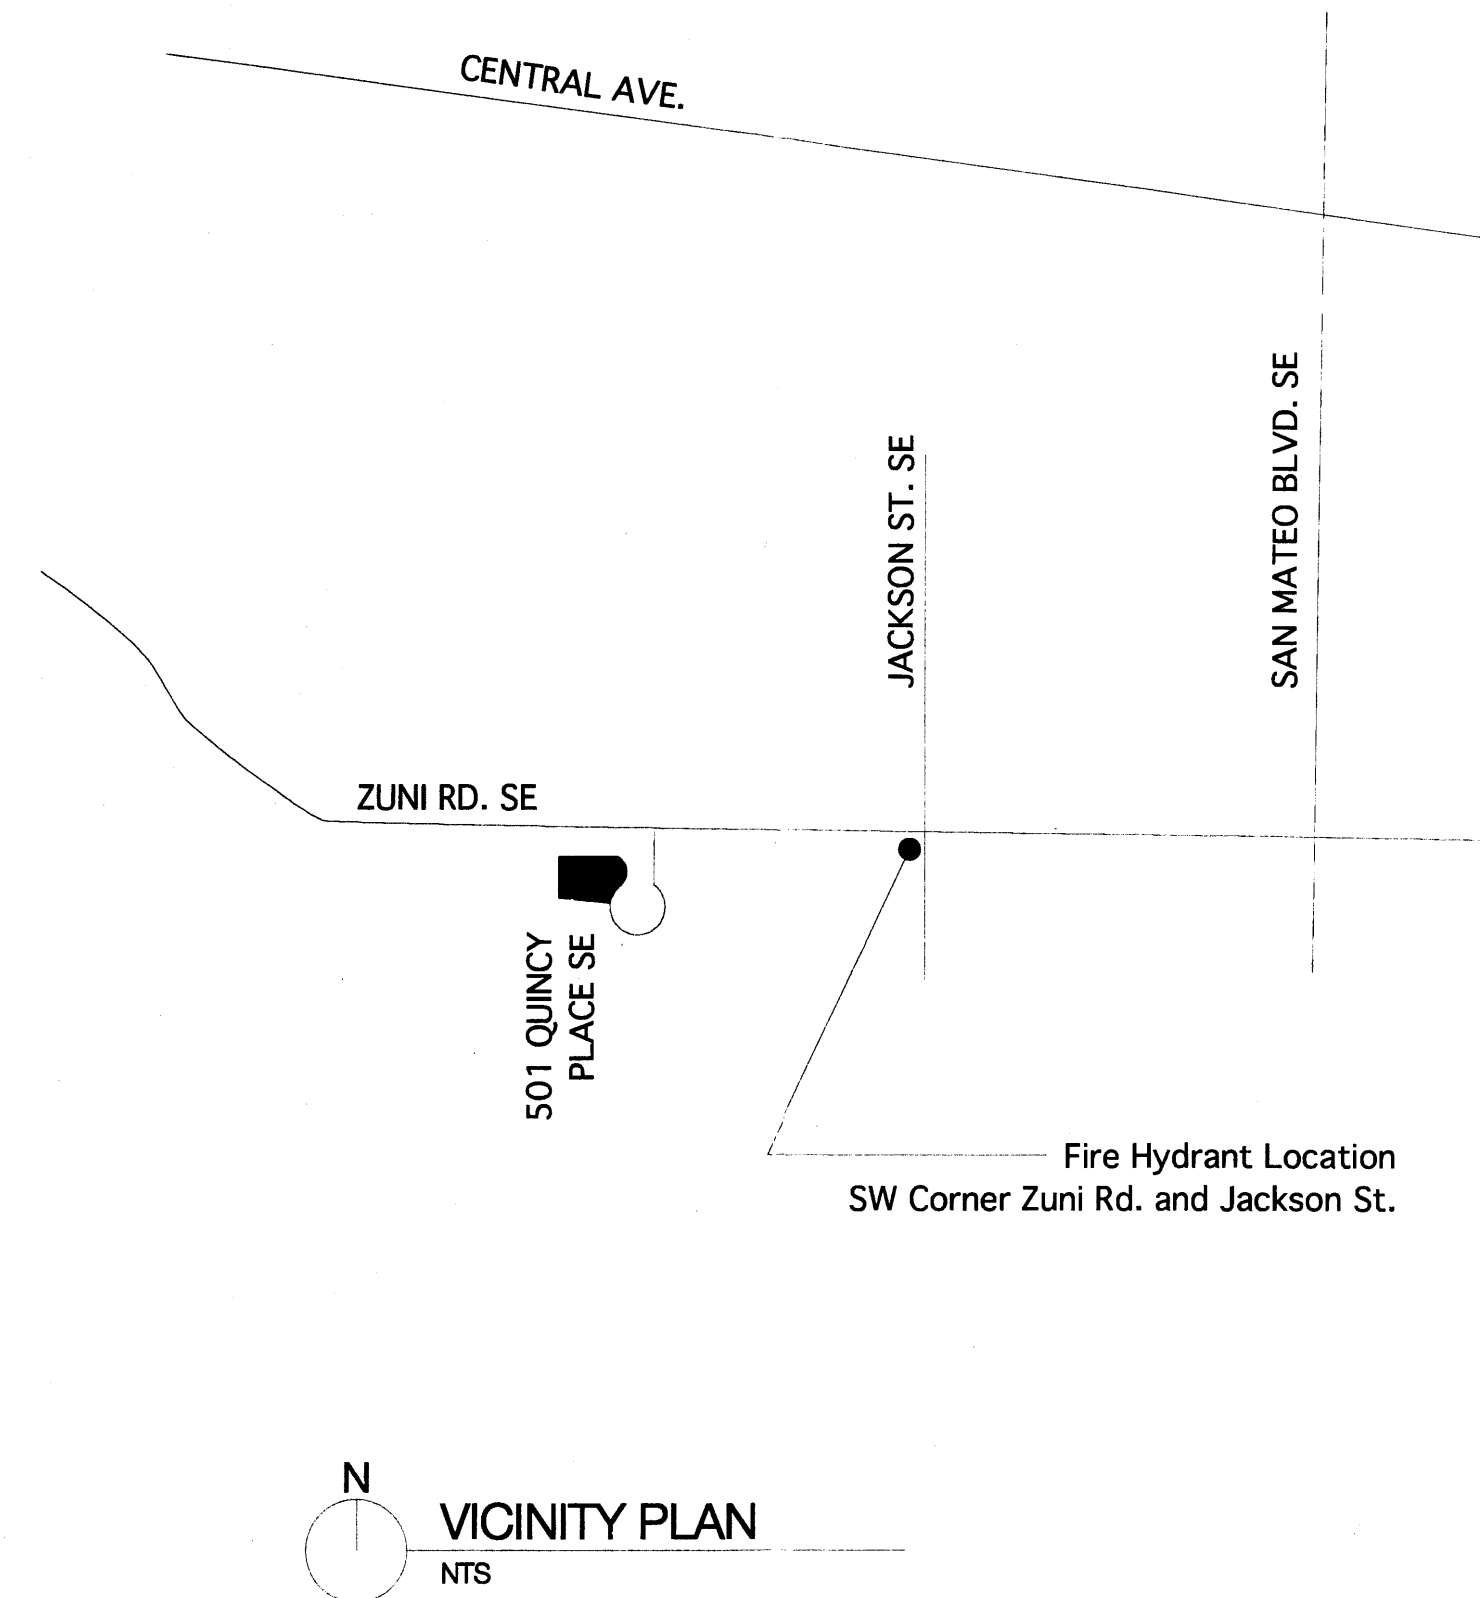 CENTRAL AVE.
SAN MATEO BLVD. SE
JACKSON ST. SE
ZUNI RD. SE
501 QUINCY
PLACE SE
Fire Hydrant Location
SW Corner Zuni Rd. and Jackson St.
N
VICINITY PLAN
NTS